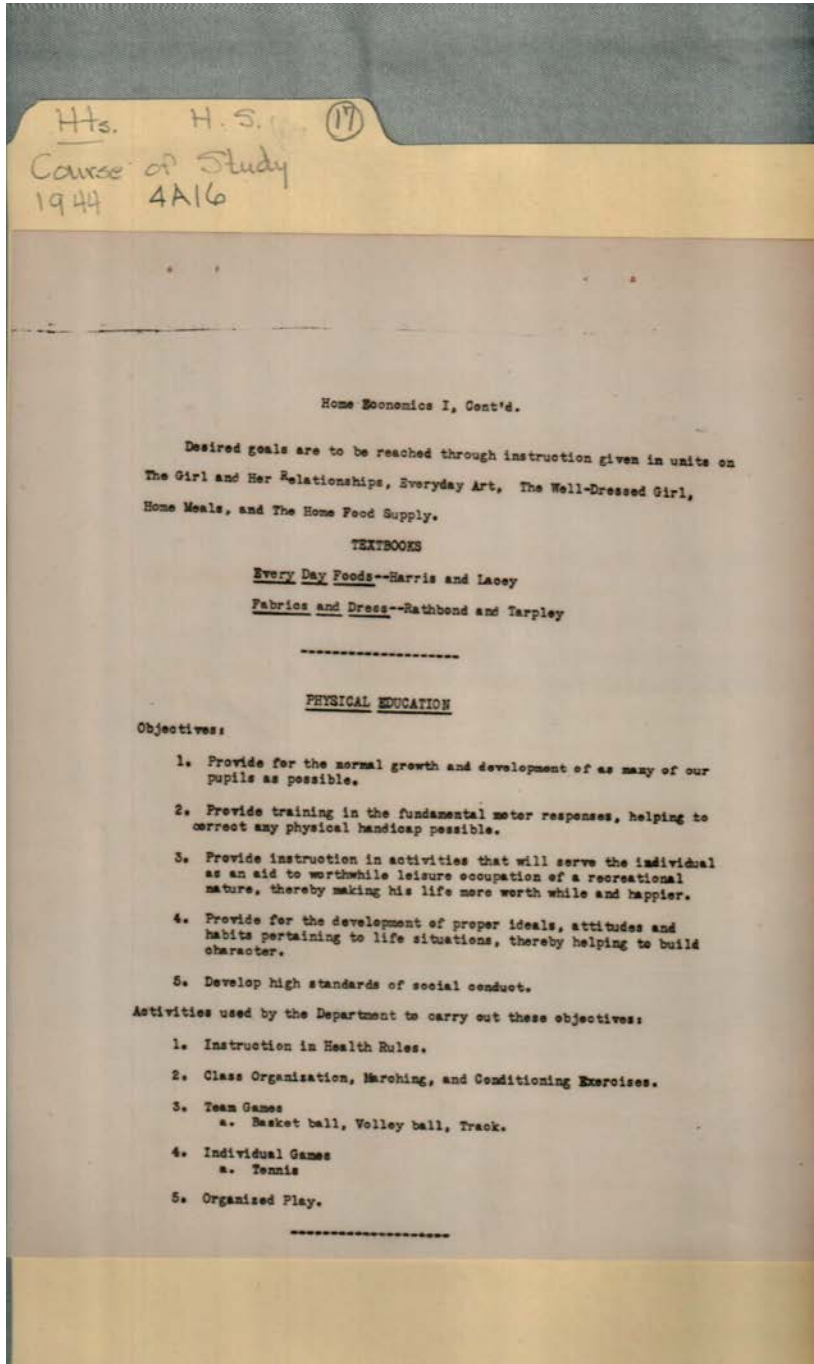 Hts. H.S. 17
Course of Study
1944 4A16
Home Economics I, Cont'd.
Desired goals are to be reached through instruction given in units on
The Girl and Her Relationships, Everyday Art, The Well-Dressed Girl,
Home Meals, and The Home Food Supply.
TEXTBOOKS
Every Day Foods--Harris and Lacey
Fabrics and Dress--Rathbond and Tarpley
--------------------
PHYSICAL EDUCATION
Objectives:
1. Provide for the normal growth and development of as many of our
pupils as possible.
2. Provide training in the fundamental motor responses, helping to
correct any physical handicap possible.
3. Provide instruction in activities that will serve the individual
as an aid to worthwhile leisure occupation of a recreational
nature, thereby making his life more worth while and happier.
4. Provide for the development of proper ideals, attitudes and
habits pertaining to life situations, thereby helping to build
character.
5. Develop high standards of social conduct.
Activities used by the Department to carry out these objectives:
1. Instruction in Health Rules.
2. Class Organization, Marching, and Conditioning Exercises.
3. Team Games
a. Basket ball, Volley ball, Track.
4. Individual Games
a. Tennis
5. Organized Play.
--------------------